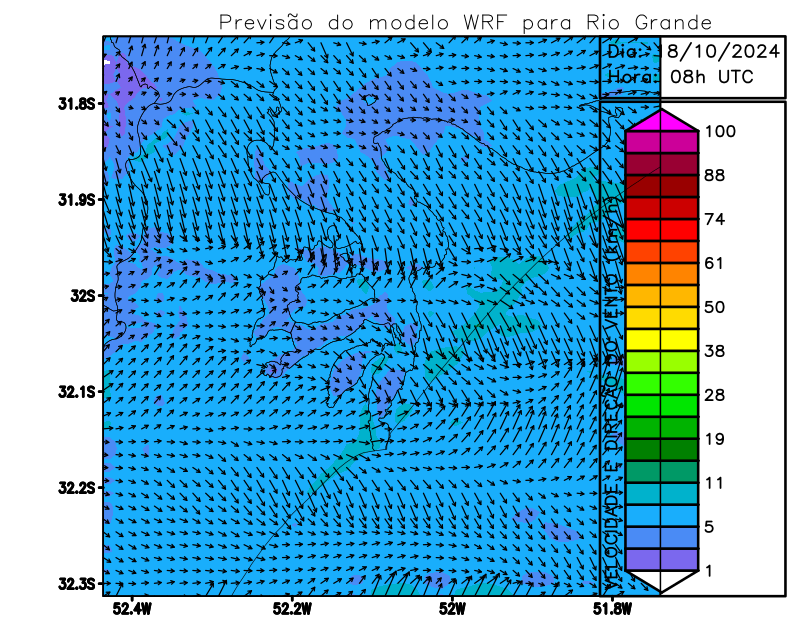 Previsão do modelo WRF para Rio Grande
Dia: 8/10/2024
Hora: 08h UTC
31.8S
31.9S
32S
32.1S
32.2S
32.3S
52.4W
52.2W
52W
51.8W
VELOCIDADE E DIREÇÃO DO VENTO (km/h)
100
88
74
61
50
38
28
19
11
5
1